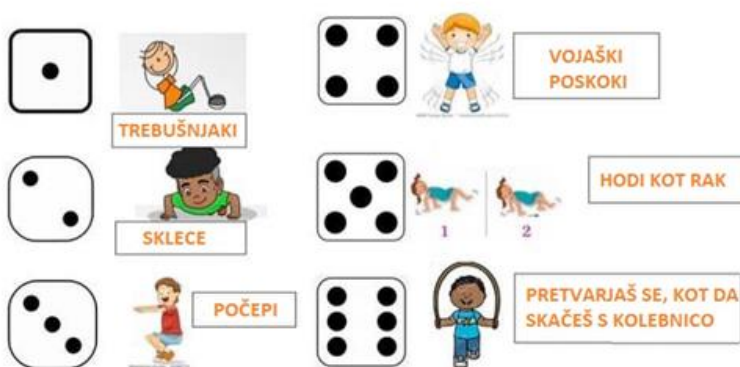 TREBUŠNJAKI
VOJAŠKI
POSKOKI
SKLECE
HODI KOT RAK
1
2
POČEPI
PRETVARJAŠ SE, KOT DA
SKAČEŠ S KOLEBNICO